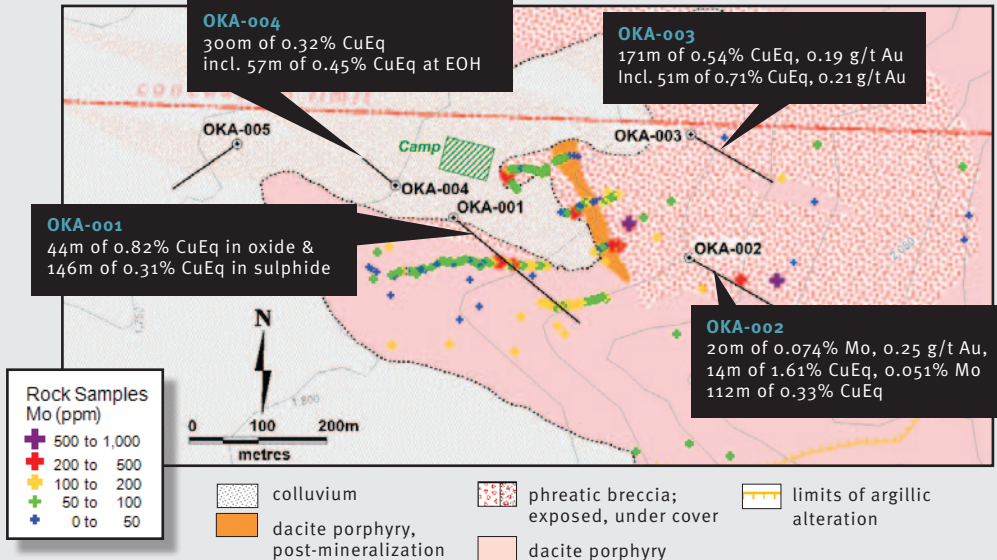 OKA-004
300m of 0.32% CuEq
incl. 57m of 0.45% CuEq at EOH
OKA-003
171m of 0.54% CuEq, 0.19 g/t Au
Incl. 51m of 0.71% CuEq, 0.21 g/t Au
limit
OKA-005
Camp
OKA-003
OKA-004
OKA-001
OKA-001
44m of 0.82% CuEq in oxide &
146m of 0.31% CuEq in sulphide
OKA-002
2,050
OKA-002
20m of 0.074% Mo, 0.25 g/t Au,
14m of 1.61% CuEq, 0.051% Mo
112m of 0.33% CuEq
N
1,800
0 100 200m
metres
Rock Samples
Mo (ppm)
500 to 1,000
200 to 500
100 to 200
50 to 100
0 to 50
colluvium
dacite porphyry,
post-mineralization
phreatic breccia;
exposed, under cover
dacite porphyry
limits of argillic
alteration